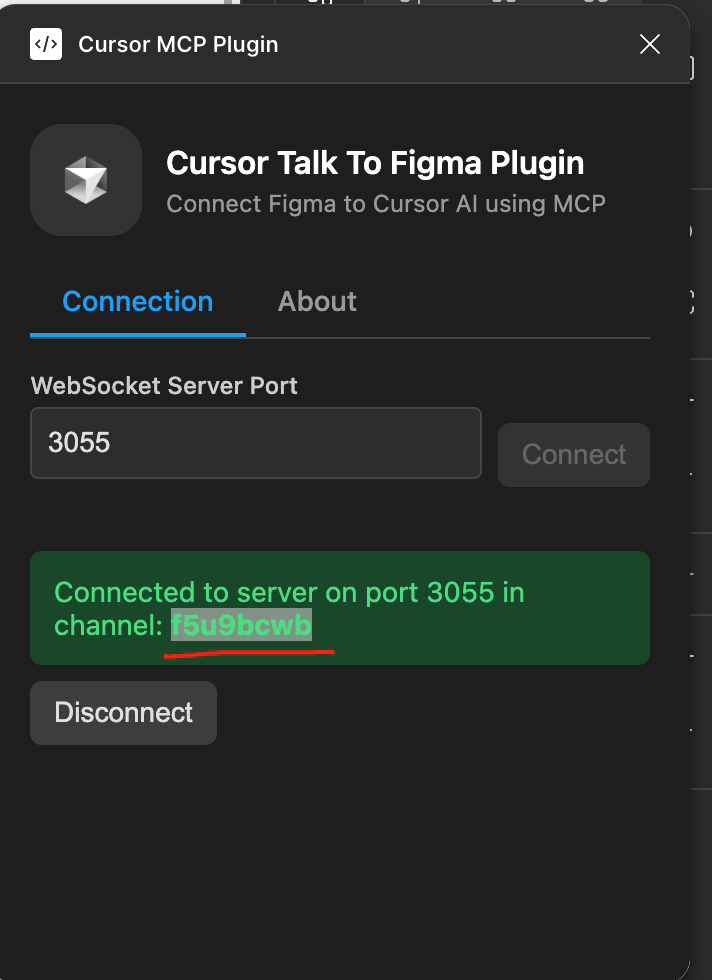 Cursor MCP Plugin
Cursor Talk To Figma Plugin
Connect Figma to Cursor AI using MCP
Connection
About
WebSocket Server Port
3055
Connect
Connected to server on port 3055 in
channel: f5u9bcwb
Disconnect